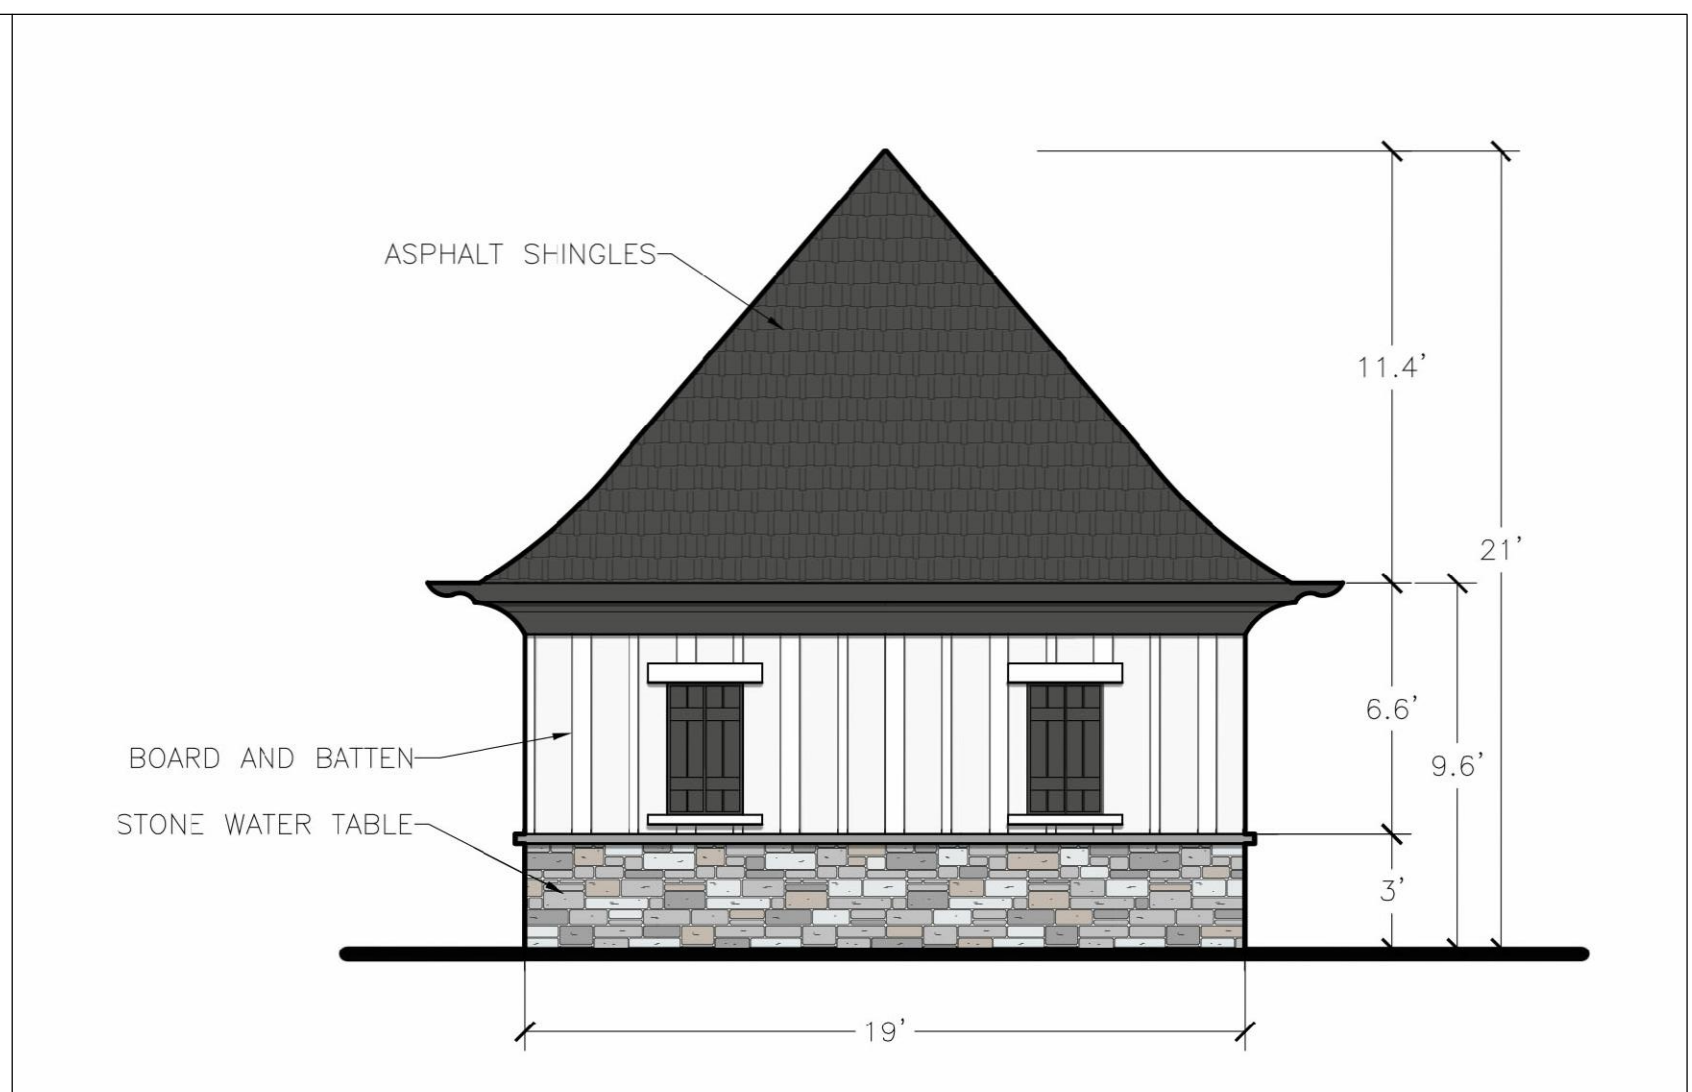 ASPHALT SHINGLES
11.4'
21'
6.6'
BOARD AND BATTEN
9.6'
STONE WATER TABLE
3'
19'